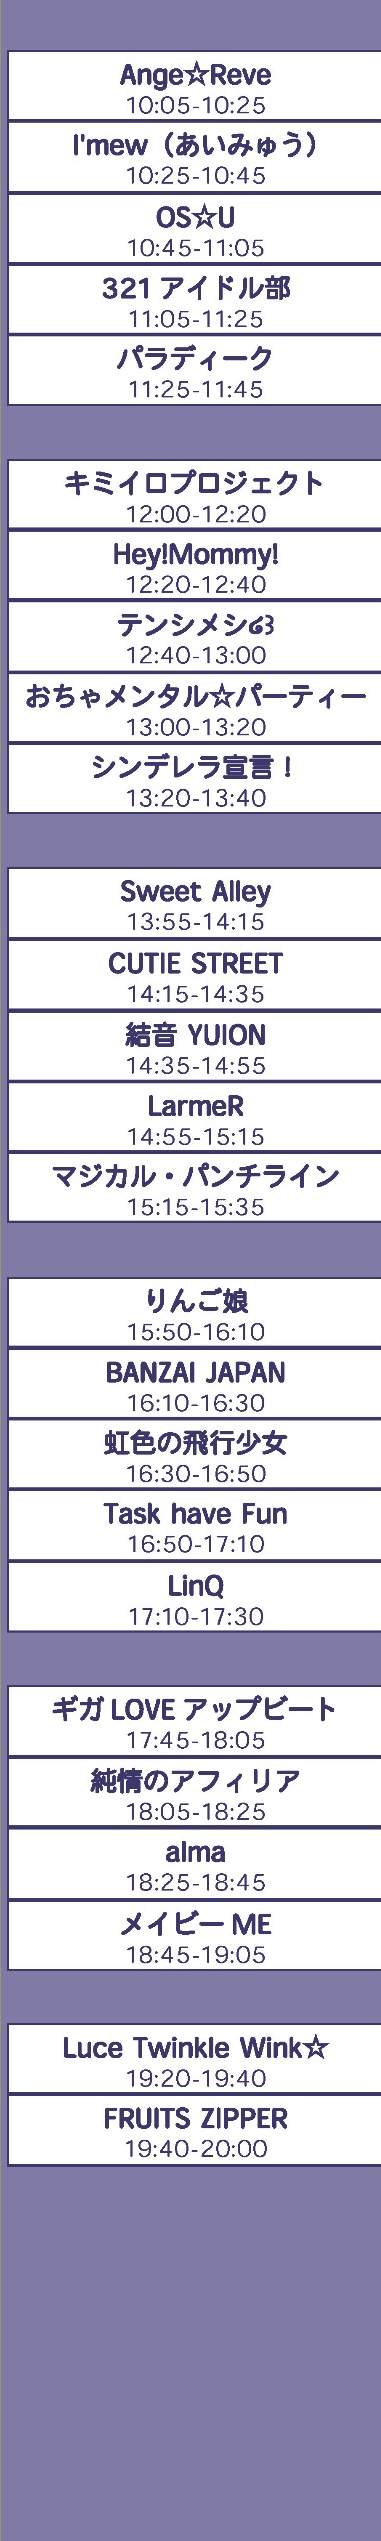 Ange☆Reve
10:05-10:25
I'mew（あいみゅう）
10:25-10:45
OS☆U
10:45-11:05
321アイドル部
11:05-11:25
パラディーク
11:25-11:45
キミイロプロジェクト
12:00-12:20
Hey!Mommy!
12:20-12:40
テンシメシ໒꒱
12:40-13:00
おちゃメンタル☆パーティー
13:00-13:20
シンデレラ宣言！
13:20-13:40
Sweet Alley
13:55-14:15
CUTIE STREET
14:15-14:35
結音 YUION
14:35-14:55
LarmeR
14:55-15:15
マジカル・パンチライン
15:15-15:35
りんご娘
15:50-16:10
BANZAI JAPAN
16:10-16:30
虹色の飛行少女
16:30-16:50
Task have Fun
16:50-17:10
LinQ
17:10-17:30
ギガLOVEアップビート
17:45-18:05
純情のアフィリア
18:05-18:25
alma
18:25-18:45
メイビーME
18:45-19:05
Luce Twinkle Wink☆
19:20-19:40
FRUITS ZIPPER
19:40-20:00